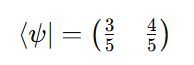 ⟨ψ| = (3/5 4/5)